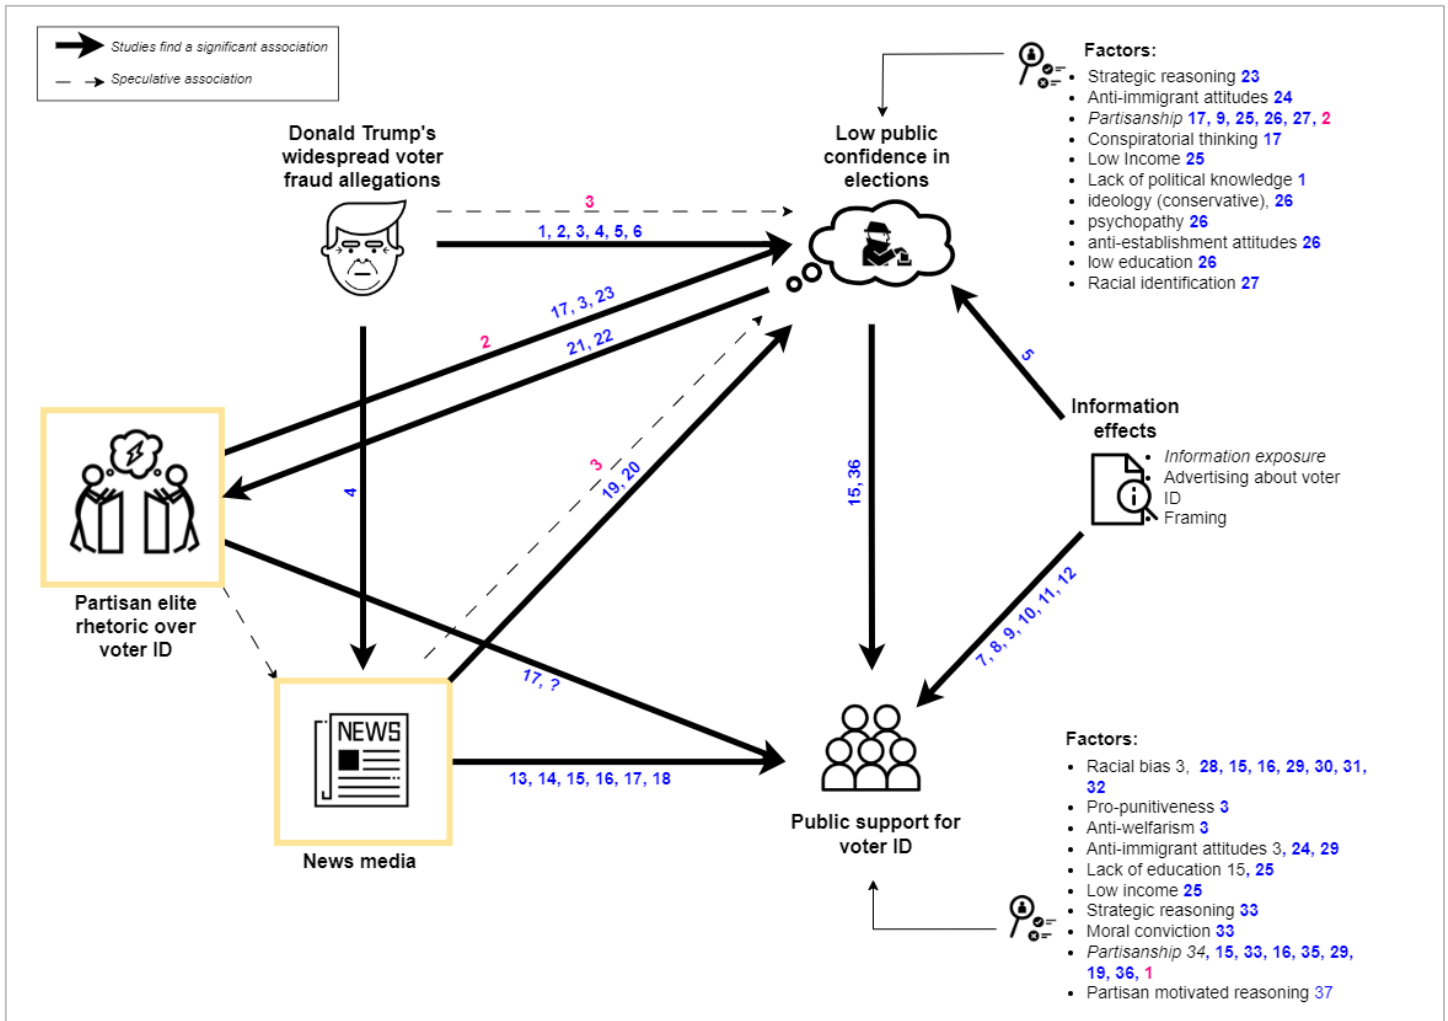 Studies find a significant association
Speculative association
Donald Trump's
widespread voter
fraud allegations
Low public
confidence in
elections
Factors:
• Strategic reasoning 23
• Anti-immigrant attitudes 24
• Partisanship 17, 9, 25, 26, 27, 2
• Conspiratorial thinking 17
• Low Income 25
• Lack of political knowledge 1
• ideology (conservative), 26
• psychopathy 26
• anti-establishment attitudes 26
• low education 26
• Racial identification 27
3
1, 2, 3, 4, 5, 6
17, 3, 23
2
21, 22
5
Information
effects
• Information exposure
• Advertising about voter
ID
• Framing
4
3
19, 20
15, 36
7, 8, 9, 10, 11, 12
Partisan elite
rhetoric over
voter ID
17, ?
NEWS
13, 14, 15, 16, 17, 18
News media
Public support for
voter ID
Factors:
• Racial bias 3, 28, 15, 16, 29, 30, 31,
32
• Pro-punitiveness 3
• Anti-welfarism 3
• Anti-immigrant attitudes 3, 24, 29
• Lack of education 15, 25
• Low income 25
• Strategic reasoning 33
• Moral conviction 33
• Partisanship 34, 15, 33, 16, 35, 29,
19, 36, 1
• Partisan motivated reasoning 37